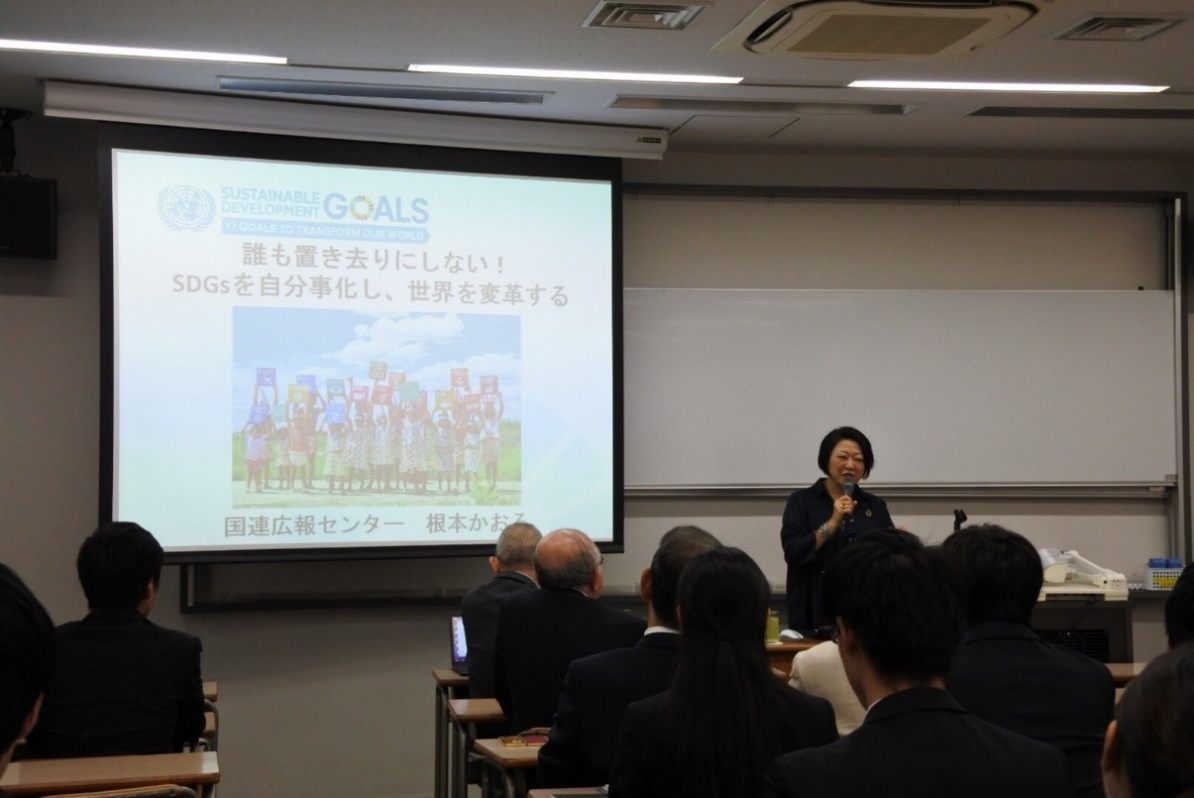 SUSTAINABLE
DEVELOPMENT
GOALS
17 GOALS TO TRANSFORM OUR WORLD
誰も置き去りにしない！
SDGsを自分事化し、世界を変革する
国連広報センター　根本かおる